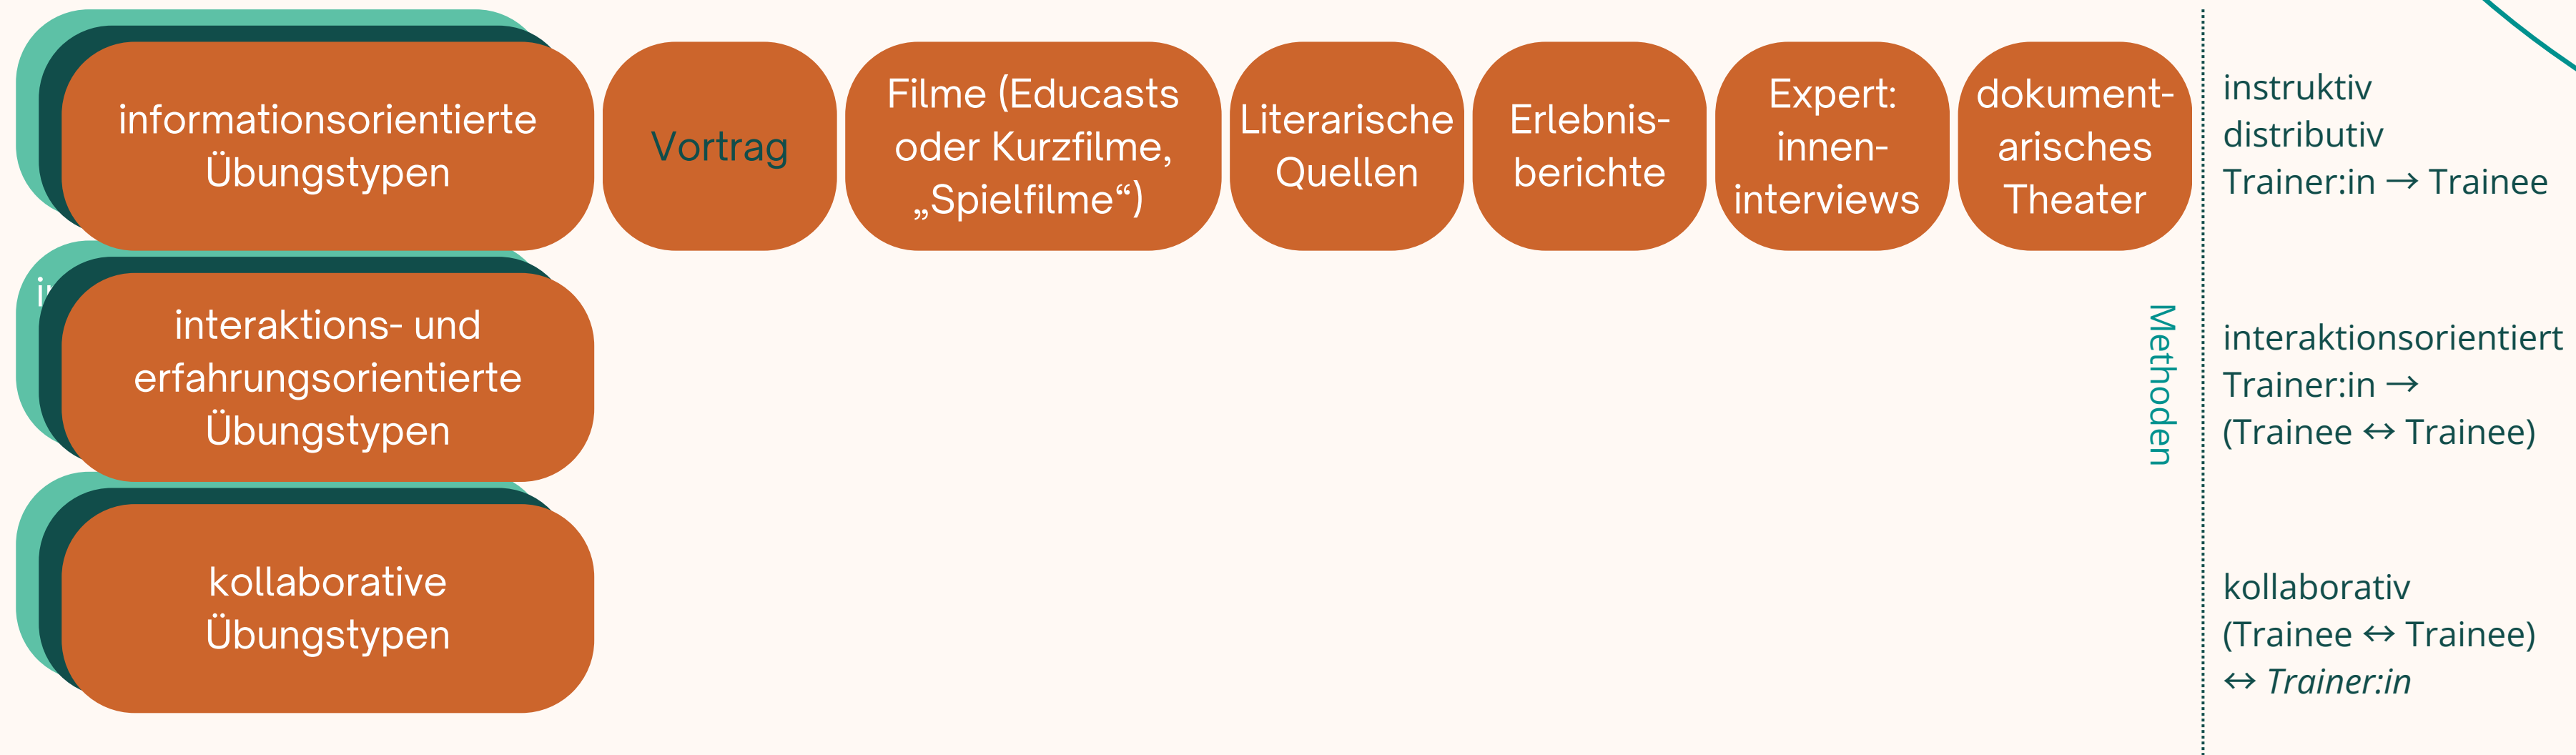 informationsorientierte
Übungstypen
Vortrag
Filme (Educasts
oder Kurzfilme,
„Spielfilme“)
Literarische
Quellen
Erlebnis-
berichte
Expert:
innen-
interviews
dokument-
arisches
Theater
instruktiv
distributiv
Trainer:in → Trainee
interaktions- und
erfahrungsorientierte
Übungstypen
Methoden
interaktionsorientiert
Trainer:in →
(Trainee ↔ Trainee)
kollaborative
Übungstypen
kollaborativ
(Trainee ↔ Trainee)
↔ Trainer:in